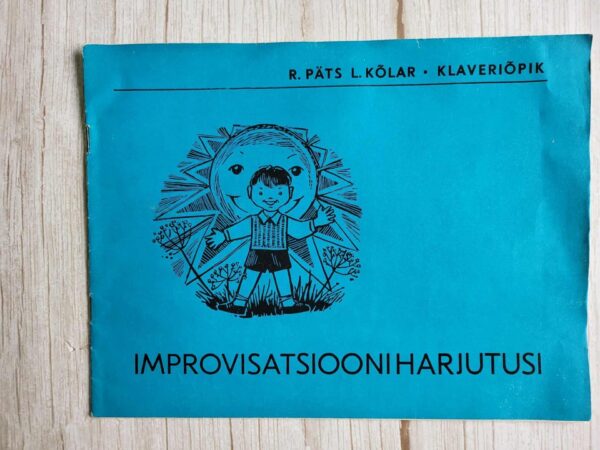 R. PÄTS L. KÕLAR • KLAVERIÕPIK
IMPROVISATSIOONIHARJUTUSI